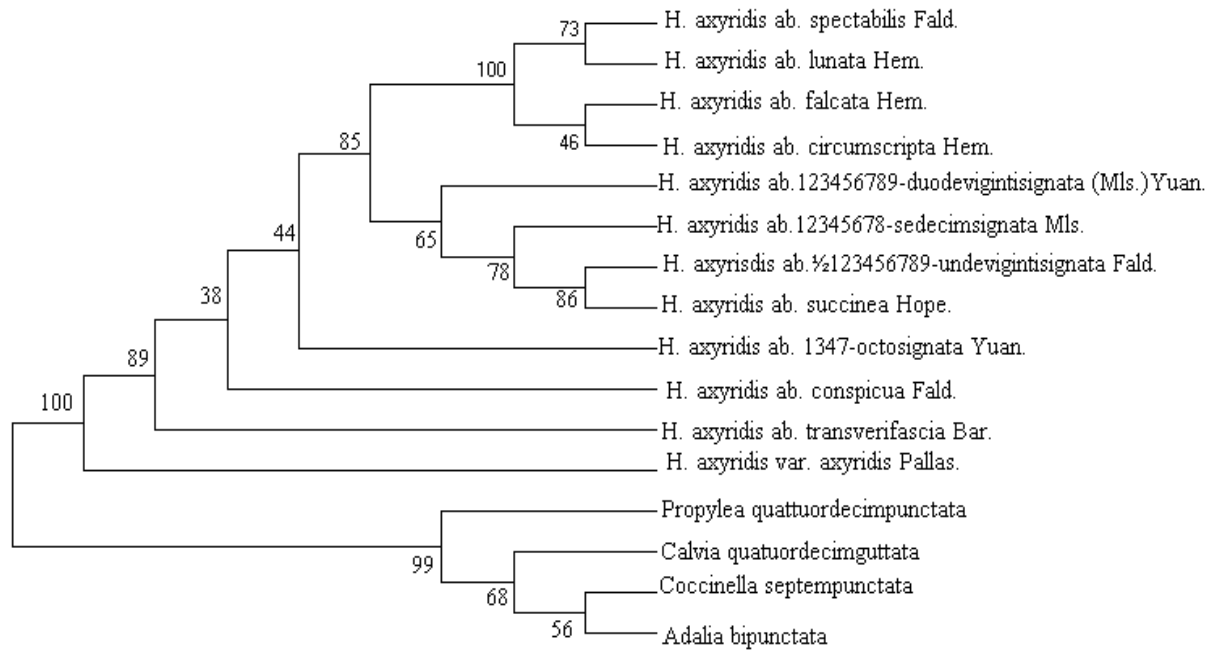 H. axyridis ab. spectabilis Fald.
73
H. axyridis ab. lunata Hem.
100
H. axyridis ab. falcata Hem.
46
H. axyridis ab. circumscripta Hem.
85
H. axyridis ab.123456789-duodevigintisignata (Mls.)Yuan.
65
H. axyridis ab.12345678-sedecimsignata Mls.
44
78
H. axyrisdis ab.½123456789-undevigintisignata Fald.
86
H. axyridis ab. succinea Hope.
38
H. axyridis ab. 1347-octosignata Yuan.
89
H. axyridis ab. conspicua Fald.
100
H. axyridis ab. transverifascia Bar.
H. axyridis var. axyridis Pallas.
Propylea quattuordecimpunctata
99
Calvia quatuordecimguttata
68
Coccinella septempunctata
56
Adalia bipunctata